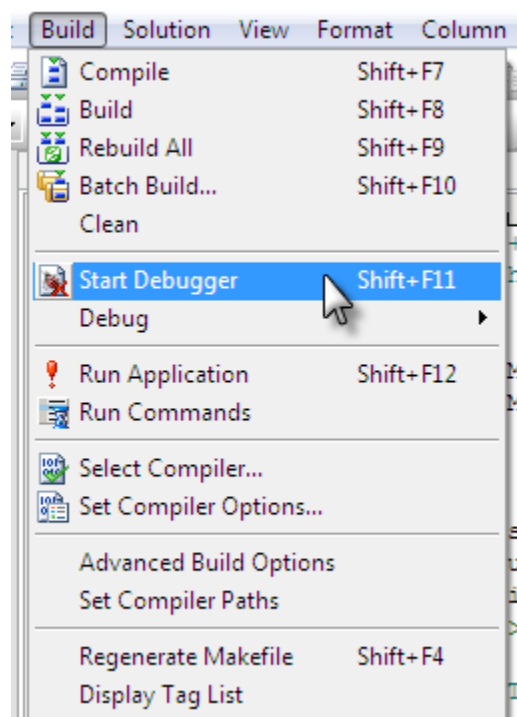 Build Solution View Format Column
Compile Shift+F7
Build Shift+F8
Rebuild All Shift+F9
Batch Build... Shift+F10
Clean
Start Debugger Shift+F11
Debug
Run Application Shift+F12
Run Commands
Select Compiler...
Set Compiler Options...
Advanced Build Options
Set Compiler Paths
Regenerate Makefile Shift+F4
Display Tag List